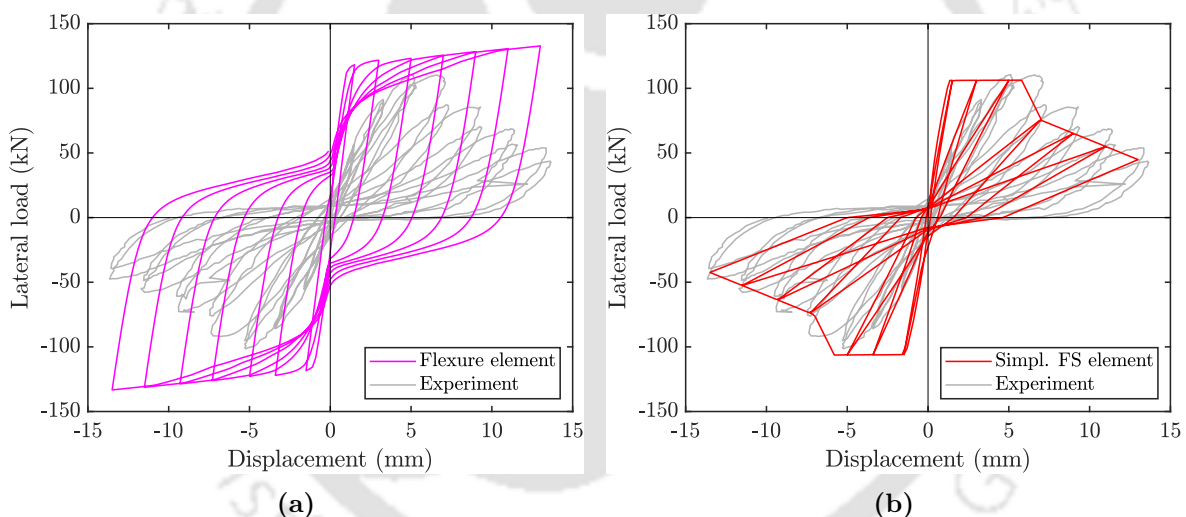 150
100
50
0
-50
-100
-150
Lateral load (kN)
-15 -10 -5 0 5 10 15
Displacement (mm)
Flexure element
Experiment
(a)
150
100
50
0
-50
-100
-150
Lateral load (kN)
-15 -10 -5 0 5 10 15
Displacement (mm)
Simpl. FS element
Experiment
(b)